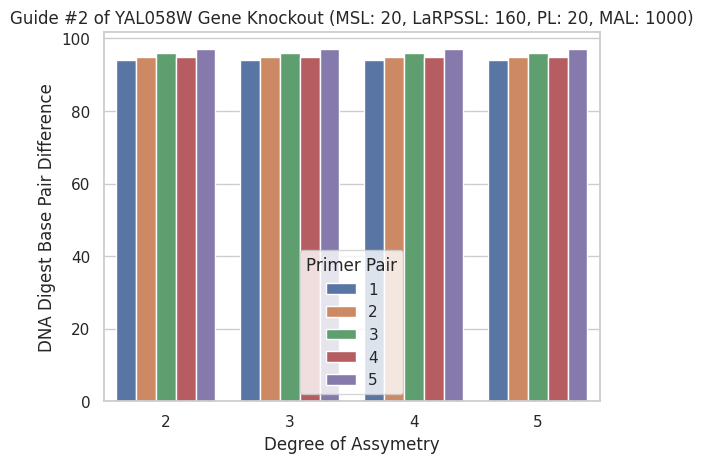 Guide #2 of YAL058W Gene Knockout (MSL: 20, LaRPSSL: 160, PL: 20, MAL: 1000)
DNA Digest Base Pair Difference
100
80
60
40
20
0
Primer Pair
1
2
3
4
5
2 3 4 5
Degree of Assymetry